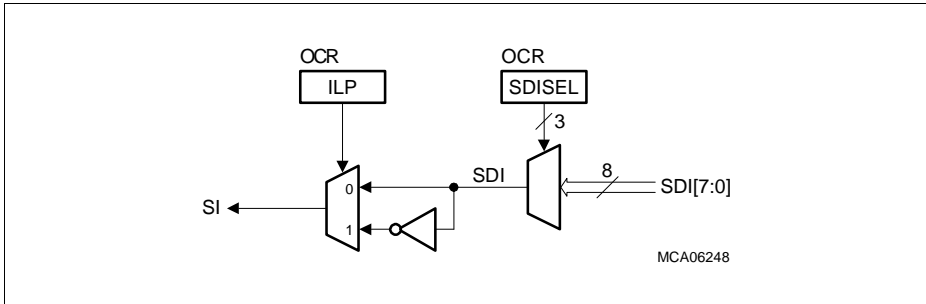 OCR
OCR
ILP
SDISEL
3
8
SDI
SDI[7:0]
0
SI
1
MCA06248